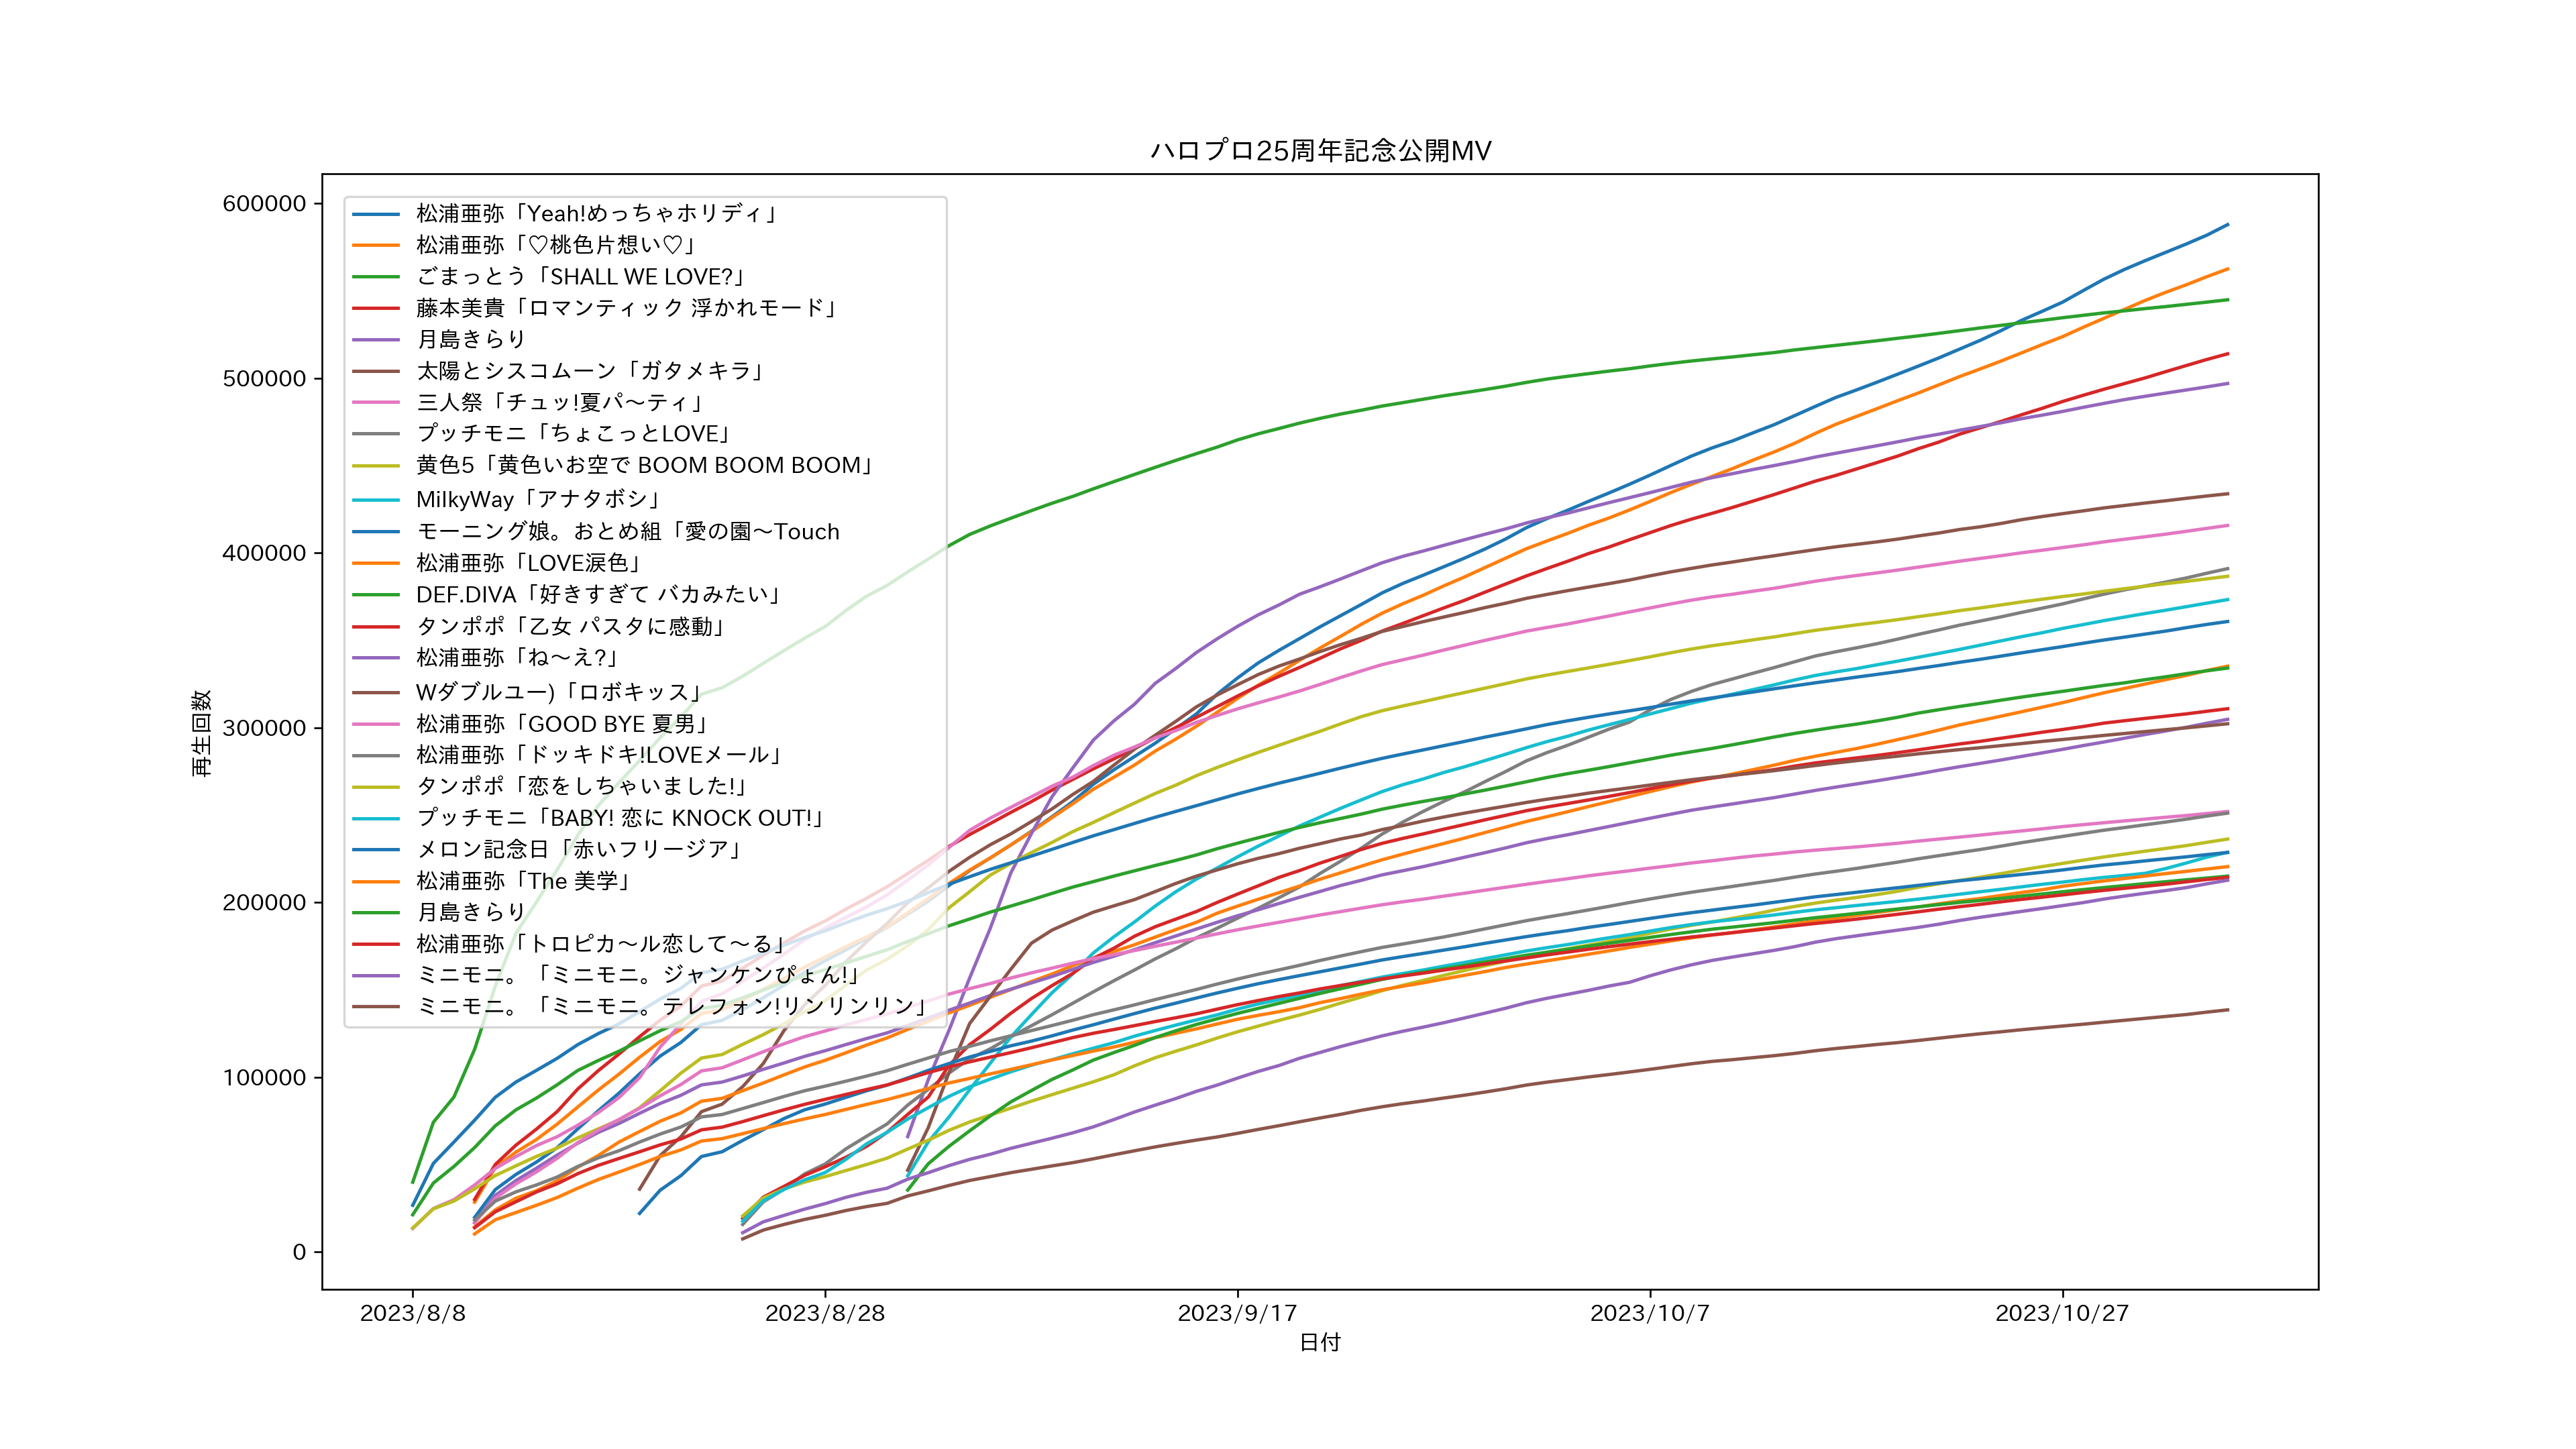 ハロプロ25周年記念公開MV
600000
500000
400000
300000
200000
100000
0
再生回数
松浦亜弥「Yeah!めっちゃホリディ」
松浦亜弥「♡桃色片想い♡」
ごまっとう「SHALL WE LOVE?」
藤本美貴「ロマンティック 浮かれモード」
月島きらり
太陽とシスコムーン「ガタメキラ」
三人祭「チュッ!夏パ〜ティ」
プッチモニ「ちょこっとLOVE」
黄色5「黄色いお空で BOOM BOOM BOOM」
MilkyWay「アナタボシ」
モーニング娘。おとめ組「愛の園〜Touch
松浦亜弥「LOVE涙色」
DEF.DIVA「好きすぎて バカみたい」
タンポポ「乙女 パスタに感動」
松浦亜弥「ね〜え?」
Wダブルユー)「ロボキッス」
松浦亜弥「GOOD BYE 夏男」
松浦亜弥「ドッキドキ!LOVEメール」
タンポポ「恋をしちゃいました!」
プッチモニ「BABY! 恋に KNOCK OUT!」
メロン記念日「赤いフリージア」
松浦亜弥「The 美学」
月島きらり
松浦亜弥「トロピカ〜ル恋して〜る」
ミニモニ。「ミニモニ。ジャンケンぴょん!」
ミニモニ。「ミニモニ。テレフォン!リンリンリン」
2023/8/8
2023/8/28
2023/9/17
2023/10/7
2023/10/27
日付